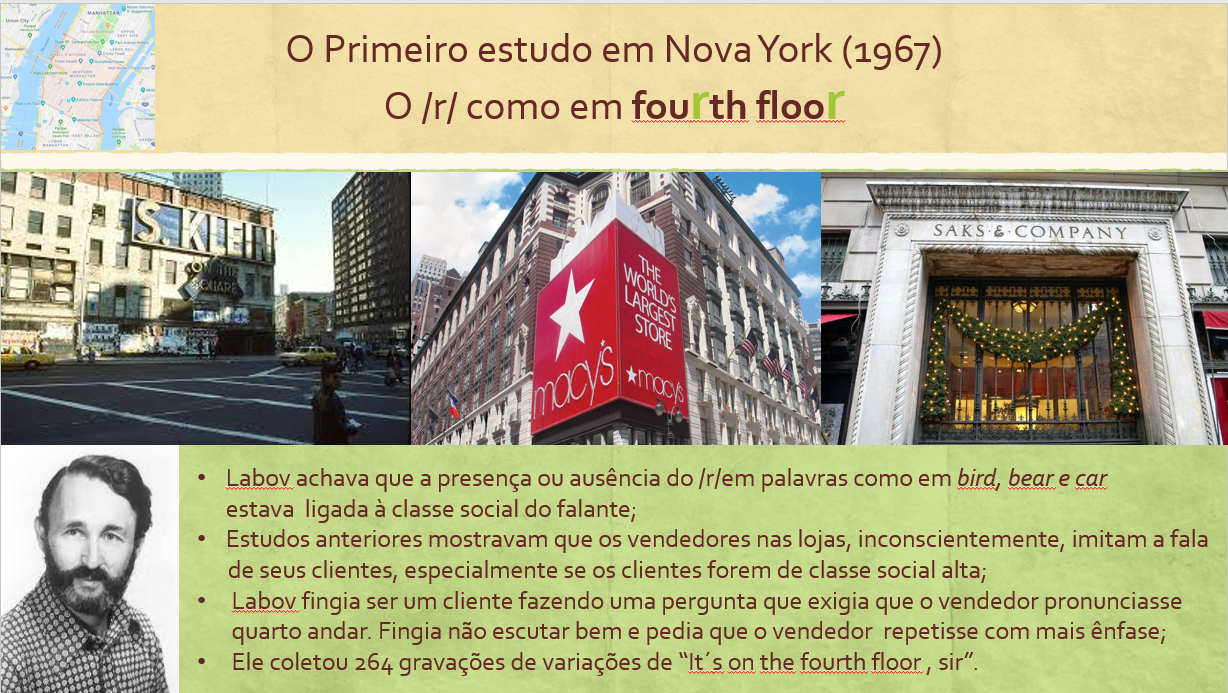 O Primeiro estudo em Nova York (1967)
O /r/ como em fourth floor
S. KLEIN
ON THE
SQUARE
THE
WORLD'S
LARGEST
STORE
macy's
macy's
SAKS & COMPANY
• Labov achava que a presença ou ausência do /r/em palavras como em bird, bear e car
estava ligada à classe social do falante;
• Estudos anteriores mostravam que os vendedores nas lojas, inconscientemente, imitam a fala
de seus clientes, especialmente se os clientes forem de classe social alta;
• Labov fingia ser um cliente fazendo uma pergunta que exigia que o vendedor pronunciasse
quarto andar. Fingia não escutar bem e pedia que o vendedor repetisse com mais ênfase;
• Ele coletou 264 gravações de variações de “It´s on the fourth floor , sir”.